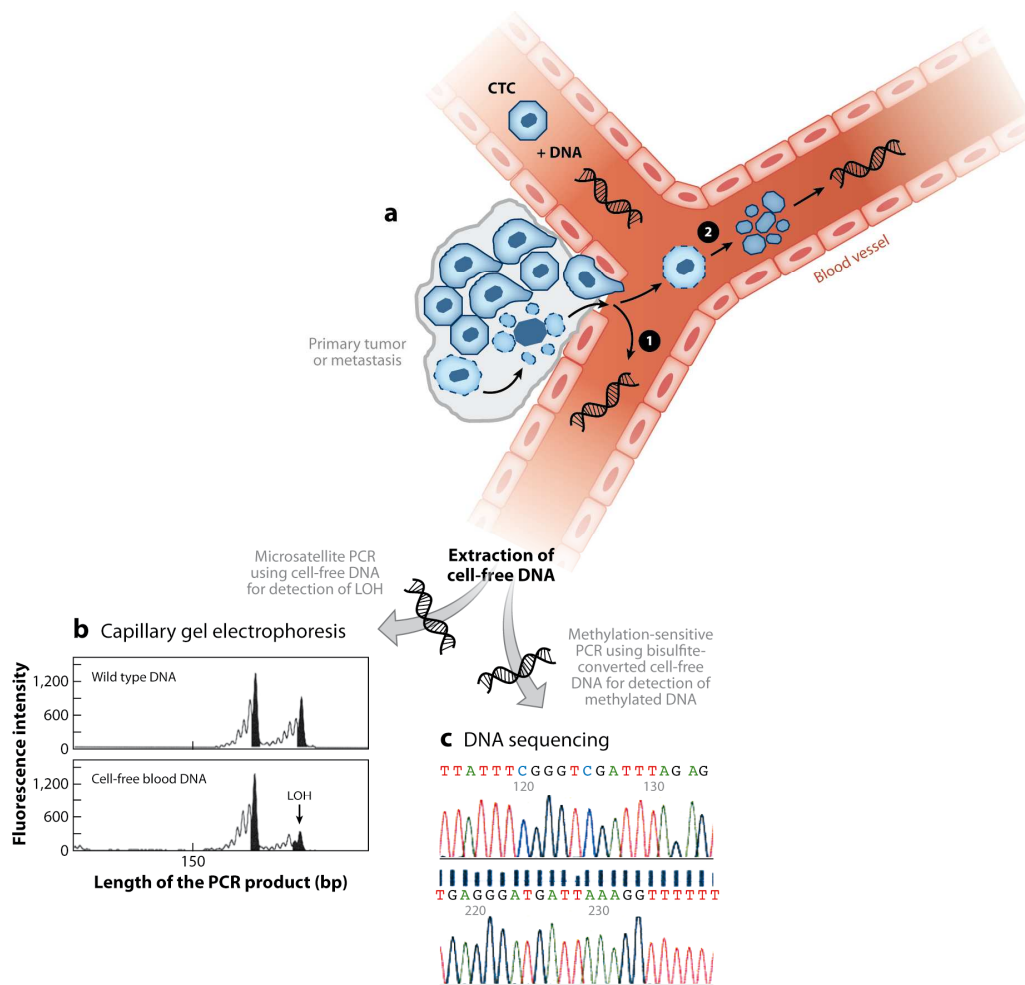 CTC
+ DNA
a
2
Blood vessel
1
Primary tumor
or metastasis
Extraction of
cell-free DNA
Microsatellite PCR
using cell-free DNA
for detection of LOH
Methylation-sensitive
PCR using bisulfite-
converted cell-free
DNA for detection of
methylated DNA
b Capillary gel electrophoresis
Fluorescence intensity
1,200
600
0
Wild type DNA
1,200
600
0
Cell-free blood DNA
LOH
150
Length of the PCR product (bp)
c DNA sequencing
TTATTTCGGGTCGATTTAGAG
120 130
TGAGGGATGATTAAAGGTTTTTT
220 230